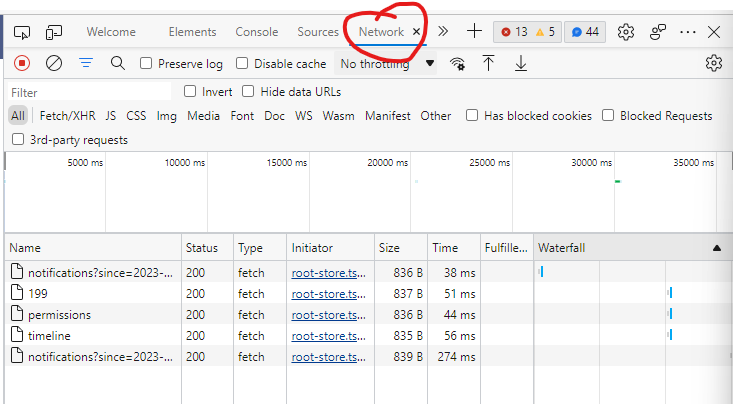 Welcome Elements Console Sources Network × » + 13 5 44
Preserve log Disable cache No throttling
Filter Invert Hide data URLs
All Fetch/XHR JS CSS Img Media Font Doc WS Wasm Manifest Other Has blocked cookies Blocked Requests
3rd-party requests
5000 ms 10000 ms 15000 ms 20000 ms 25000 ms 30000 ms 35000 ms
Name Status Type Initiator Size Time Fulfille... Waterfall
notifications?since=2023-... 200 fetch root-store.ts... 836 B 38 ms
199 200 fetch root-store.ts... 837 B 51 ms
permissions 200 fetch root-store.ts... 836 B 44 ms
timeline 200 fetch root-store.ts... 835 B 56 ms
notifications?since=2023-... 200 fetch root-store.ts... 839 B 274 ms